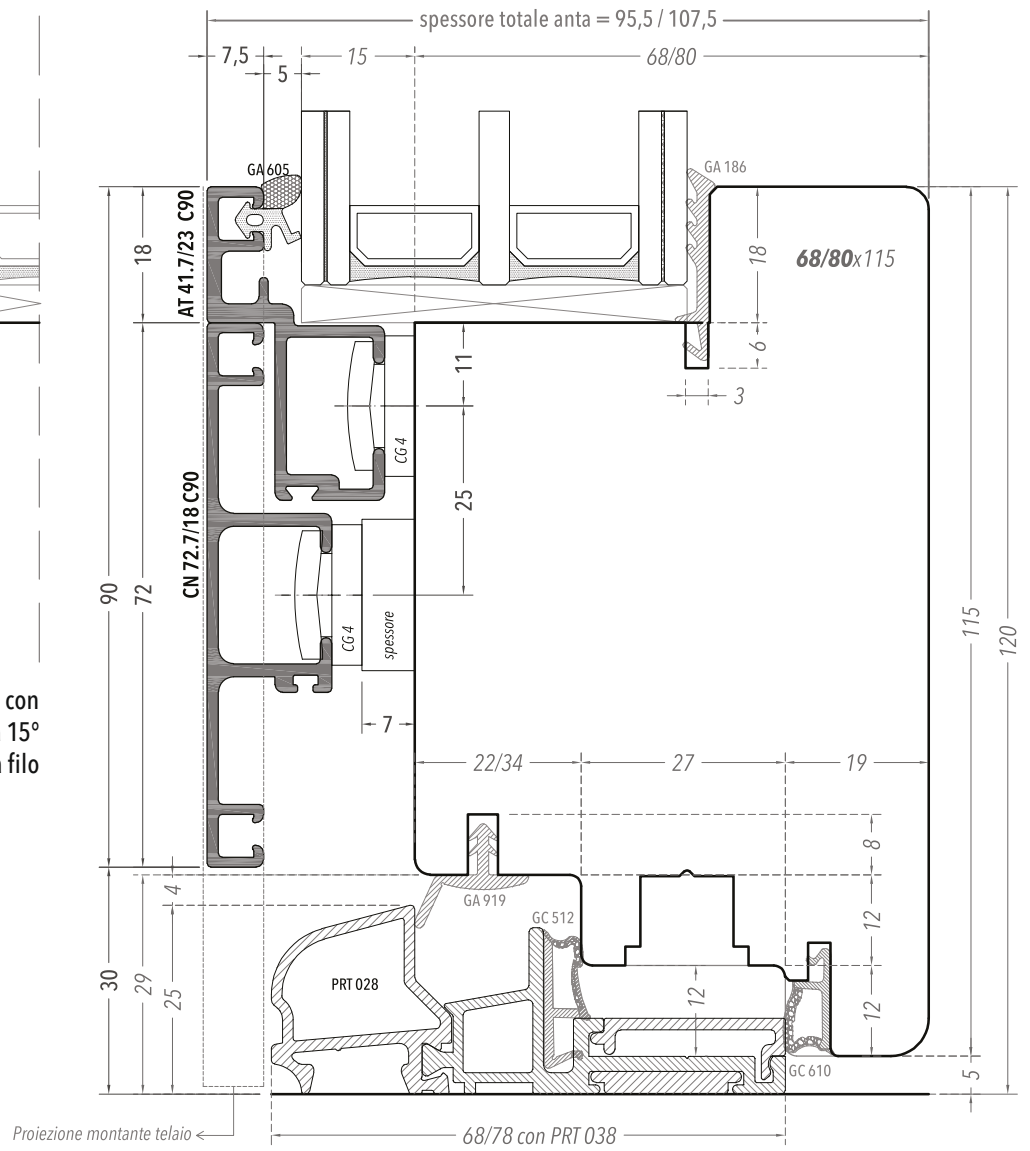 spessore totale anta = 95,5 / 107,5
7,5
15
68/80
5
GA 605
GA 186
AT 41.7/23 C90
18
18
68/80x115
6
3
11
CG 4
25
CN 72.7/18 C90
90
72
CG 4
spessore
115
120
con
15°
filo
7
22/34
27
19
8
4
GA 919
GC 512
12
30
29
25
PRT 028
12
12
GC 610
5
Proiezione montante telaio
68/78 con PRT 038